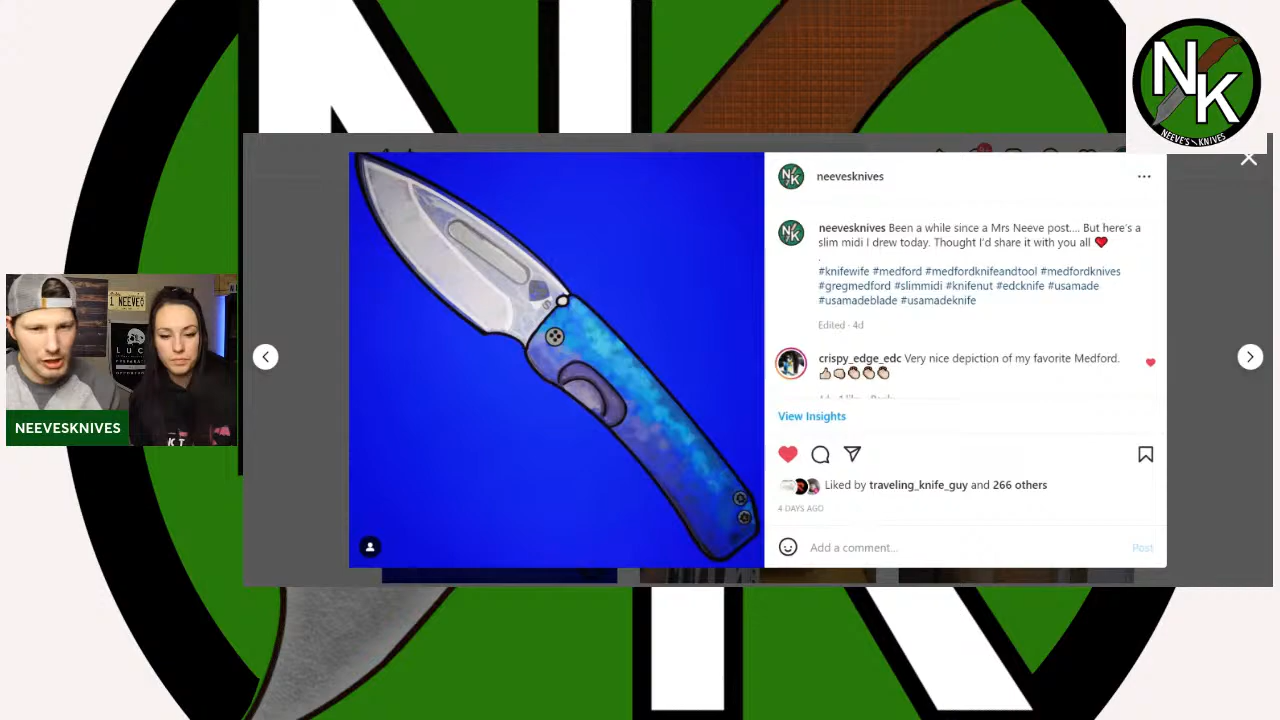 NK
NEEVE'S KNIVES
neevesknives
neevesknives Been a while since a Mrs Neeve post.... But here's a
slim midi I drew today. Thought I'd share it with you all ❤
.
#knifewife #medford #medfordknifeandtool #medfordknives
#gregmedford #slimmidi #knifenut #edcknife #usamade
#usamadeblade #usamadeknife
Edited · 4d
crispy_edge_edc Very nice depiction of my favorite Medford.
View Insights
Liked by traveling_knife_guy and 266 others
4 DAYS AGO
Add a comment...
Post
1 NEEVES
LUC
NEEVESKNIVES